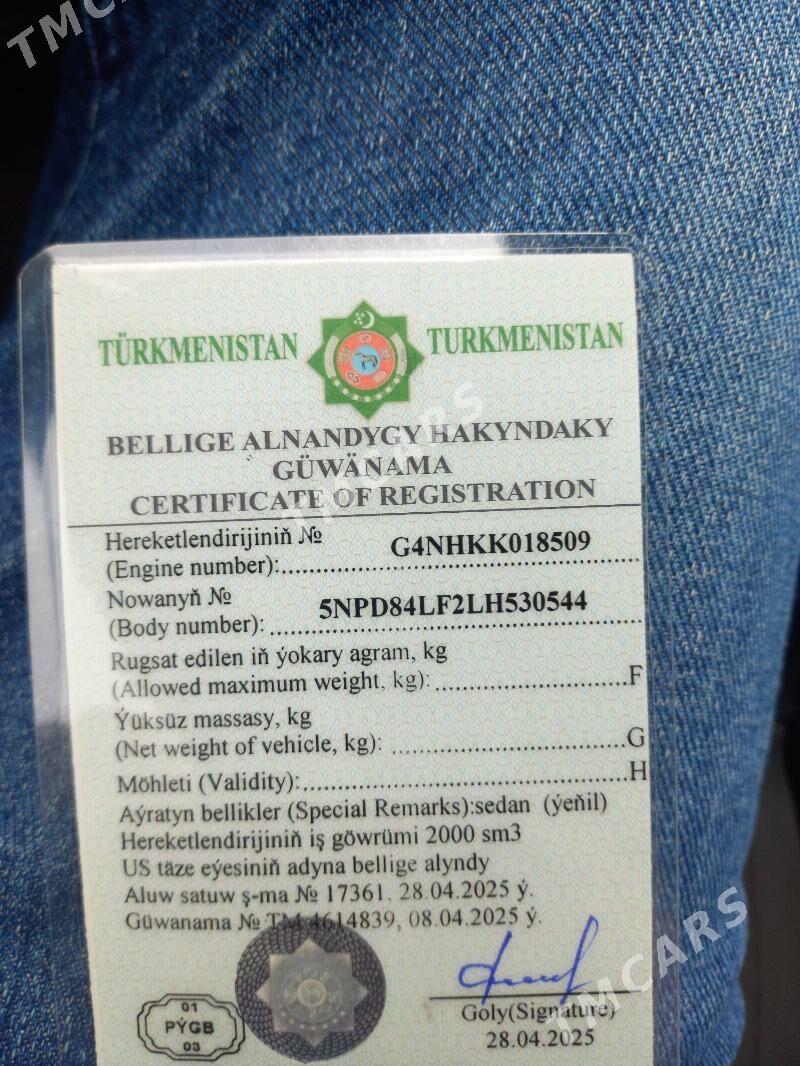 TMCARS
TÜRKMENISTAN TURKMENISTAN
BELLIGE ALNANDYGY HAKYNDAKY
GÜWÄNAMA
CERTIFICATE OF REGISTRATION
Hereketlendirijiniň № G4NHKK018509
(Engine number):
Nowanyň № 5NPD84LF2LH530544
(Body number):
Rugsat edilen iň ýokary agram, kg
(Allowed maximum weight, kg): F
Ýüksüz massasy, kg
(Net weight of vehicle, kg): G
Möhleti (Validity): H
Aýratyn bellikler (Special Remarks):sedan (ýeňil)
Hereketlendirijiniň iş göwrümi 2000 sm3
US täze eýesiniň adyna bellige alyndy
Aluw satuw ş-ma № 17361, 28.04.2025 ý.
Güwanama № TM 4614839, 08.04.2025 ý.
01
PÝGB
03
Goly(Signature)
28.04.2025
TMCARS
TMCARS